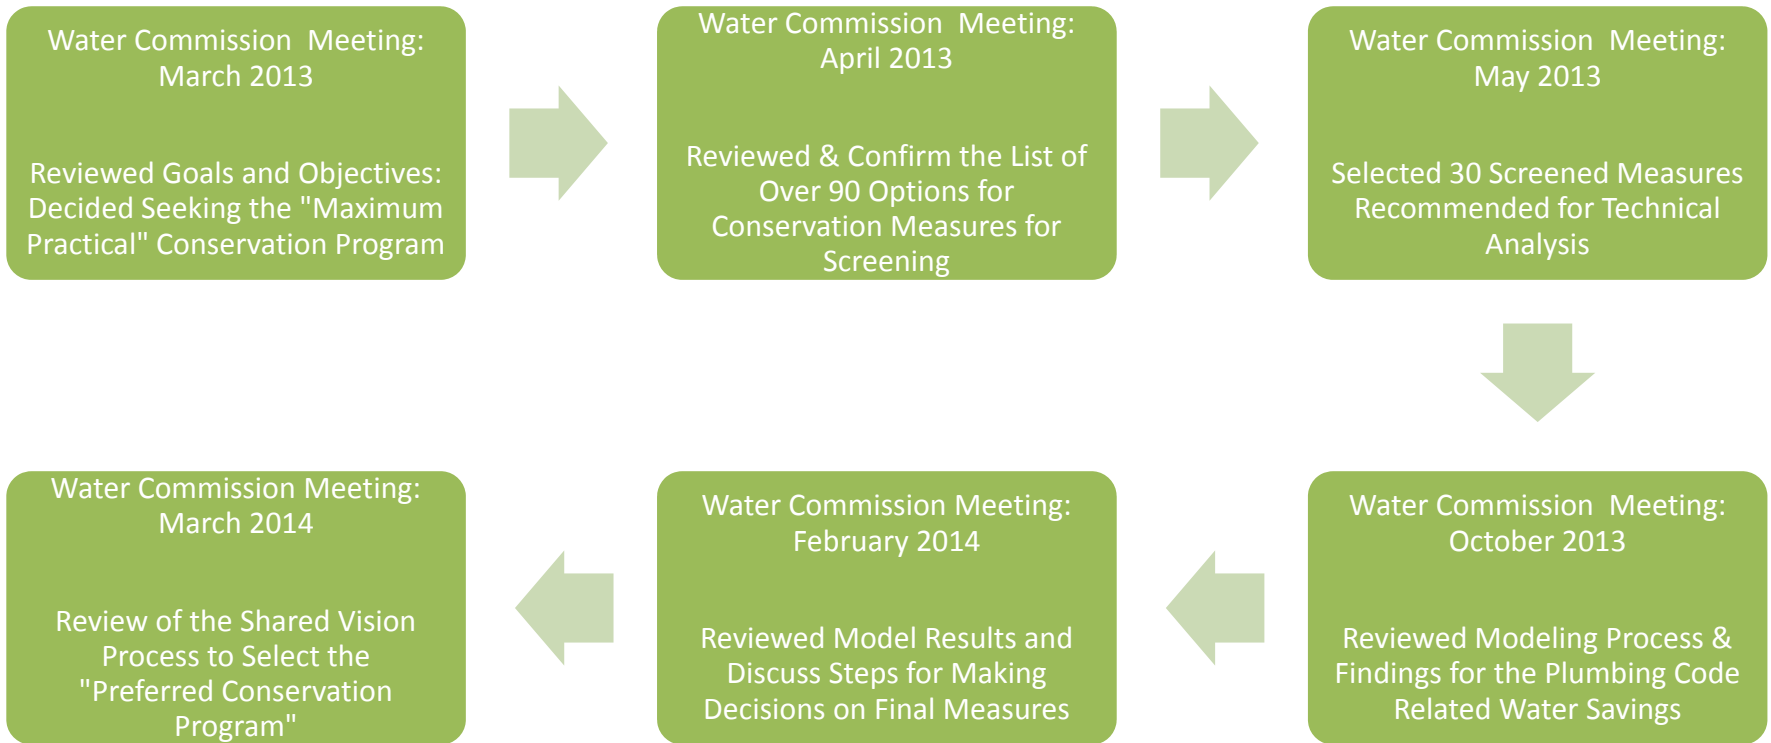 Water Commission  Meeting:
March 2013
Reviewed Goals and Objectives:
Decided Seeking the "Maximum
Practical" Conservation Program
Water Commission  Meeting:
April 2013
Reviewed & Confirm the List of
Over 90 Options for
Conservation Measures for
Screening
Water Commission  Meeting:
May 2013
Selected 30 Screened Measures
Recommended for Technical
Analysis
Water Commission  Meeting:
October 2013
Reviewed Modeling Process &
Findings for the Plumbing Code
Related Water Savings
Water Commission Meeting:
February 2014
Reviewed Model Results and
Discuss Steps for Making
Decisions on Final Measures
Water Commission Meeting:
March 2014
Review of the Shared Vision
Process to Select the
"Preferred Conservation
Program"